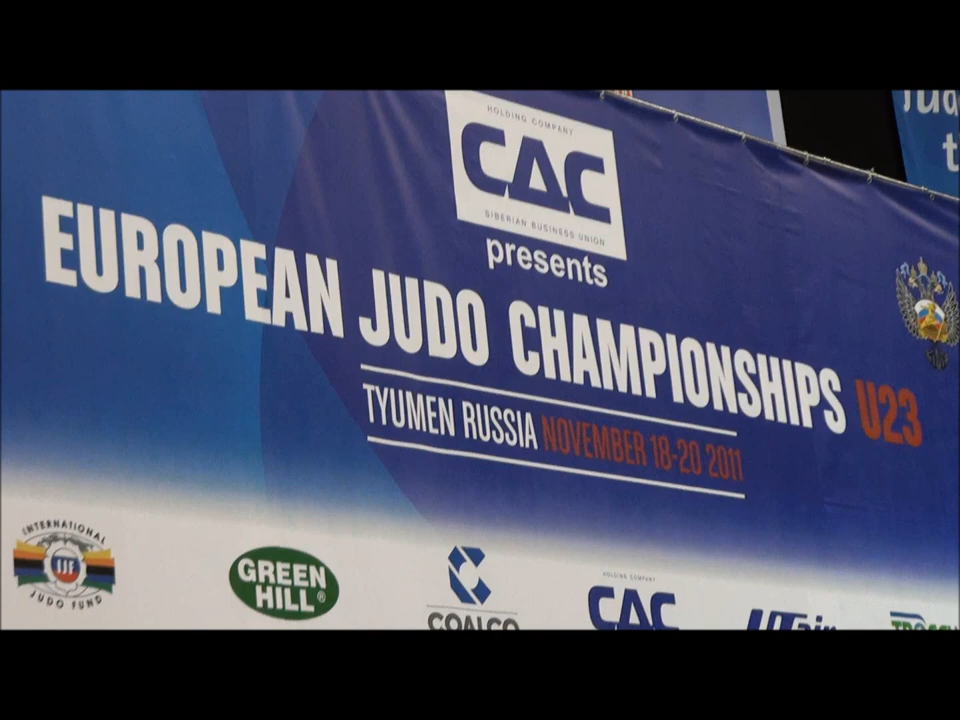 HOLDING COMPANY
CAC
SIBERIAN BUSINESS UNION
presents
EUROPEAN JUDO CHAMPIONSHIPS U23
TYUMEN RUSSIA NOVEMBER 18-20 2011
INTERNATIONAL
IJF
JUDO FUND
GREEN
HILL®
COALCO
HOLDING COMPANY
CAC
UTair